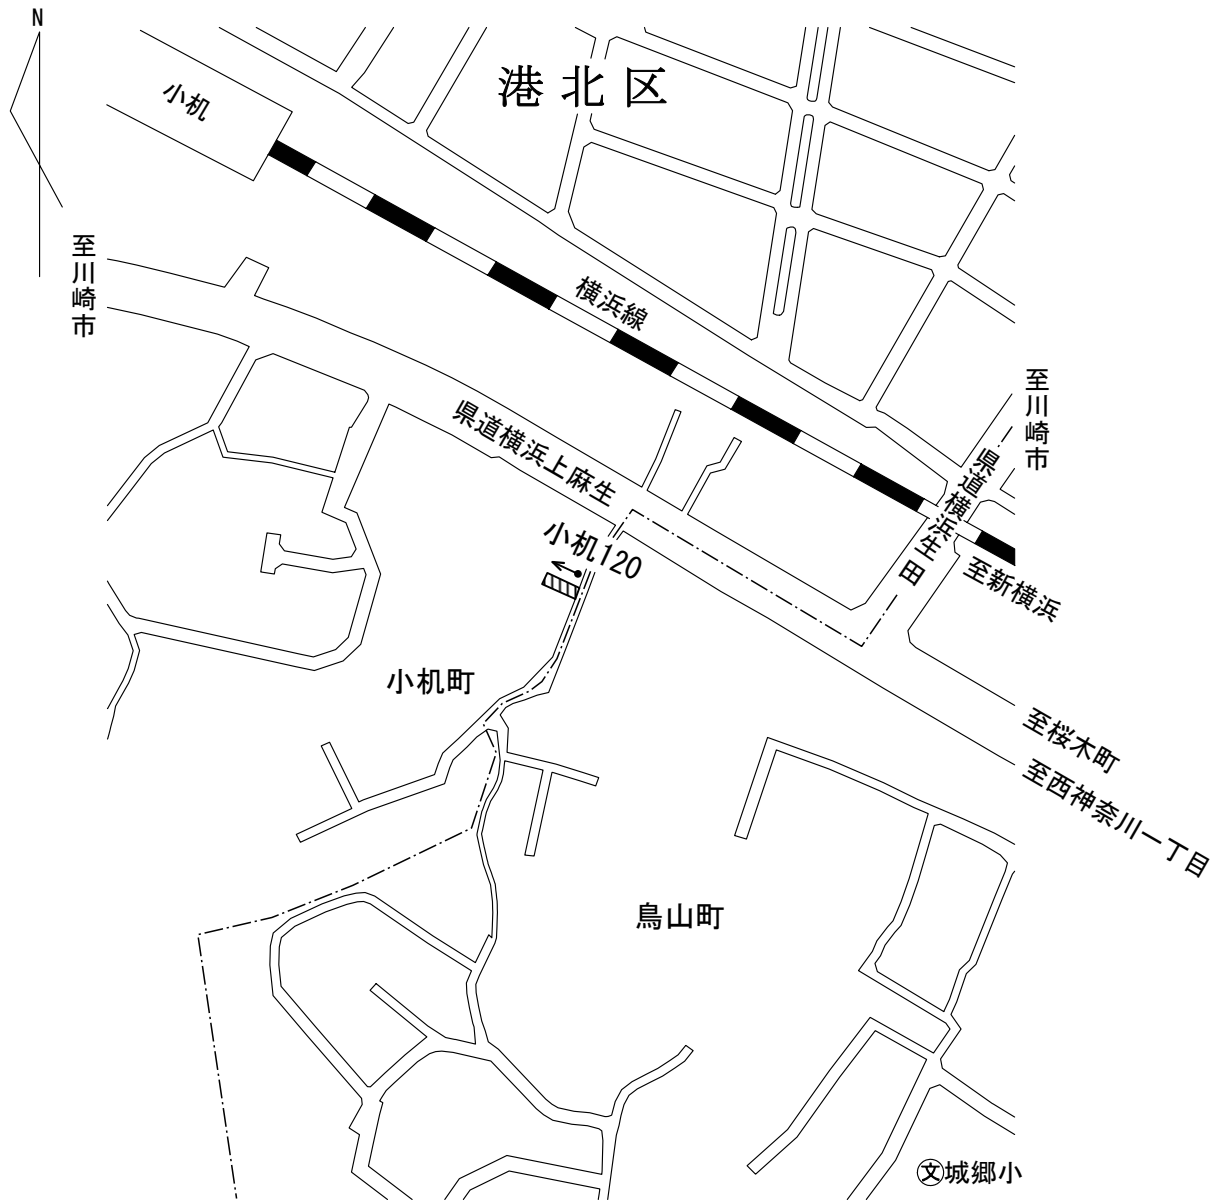 N
港北区
小机
至川崎市
横浜線
至川崎市
県道横浜上麻生
県道横浜生田
小机120
至新横浜
小机町
至桜木町
至西神奈川一丁目
鳥山町
文城郷小